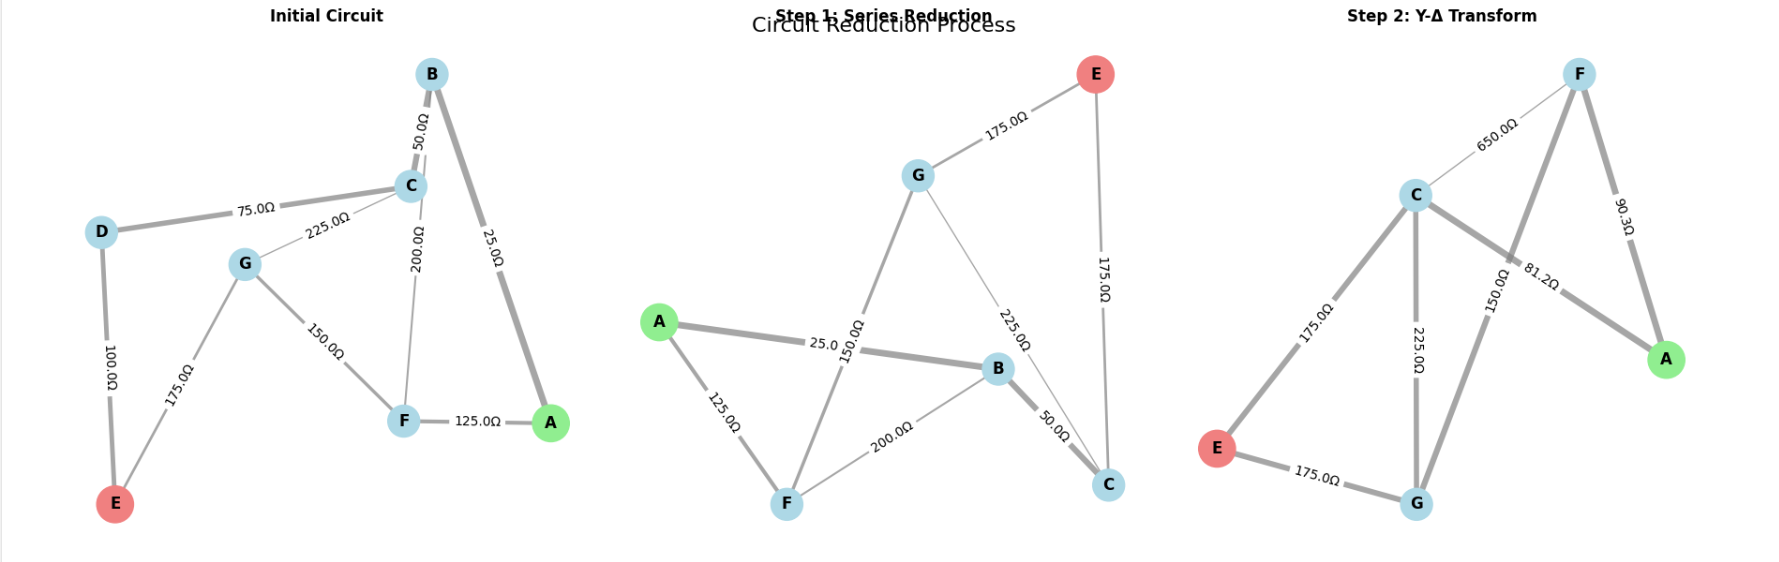 Circuit Reduction Process
Initial Circuit
B
50.0Ω
C
75.0Ω
225.0Ω
D
200.0Ω
25.0Ω
G
150.0Ω
100.0Ω
175.0Ω
F
125.0Ω
A
E
Step 1: Series Reduction
E
175.0Ω
G
175.0Ω
A
25.0
150.0Ω
225.0Ω
B
125.0Ω
200.0Ω
50.0Ω
C
F
Step 2: Y-Δ Transform
F
650.0Ω
C
90.3Ω
81.2Ω
150.0Ω
175.0Ω
225.0Ω
A
E
175.0Ω
G